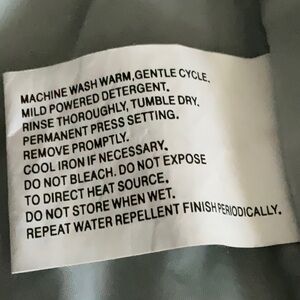 MACHINE WASH WARM,GENTLE CYCLE.
MILD POWERED DETERGENT.
RINSE THOROUGHLY, TUMBLE DRY.
PERMANENT PRESS SETTING.
REMOVE PROMPTLY.
COOL IRON IF NECESSARY.
DO NOT BLEACH. DO NOT EXPOSE
TO DIRECT HEAT SOURCE.
DO NOT STORE WHEN WET.
REPEAT WATER REPELLENT FINISH PERIODICALLY.